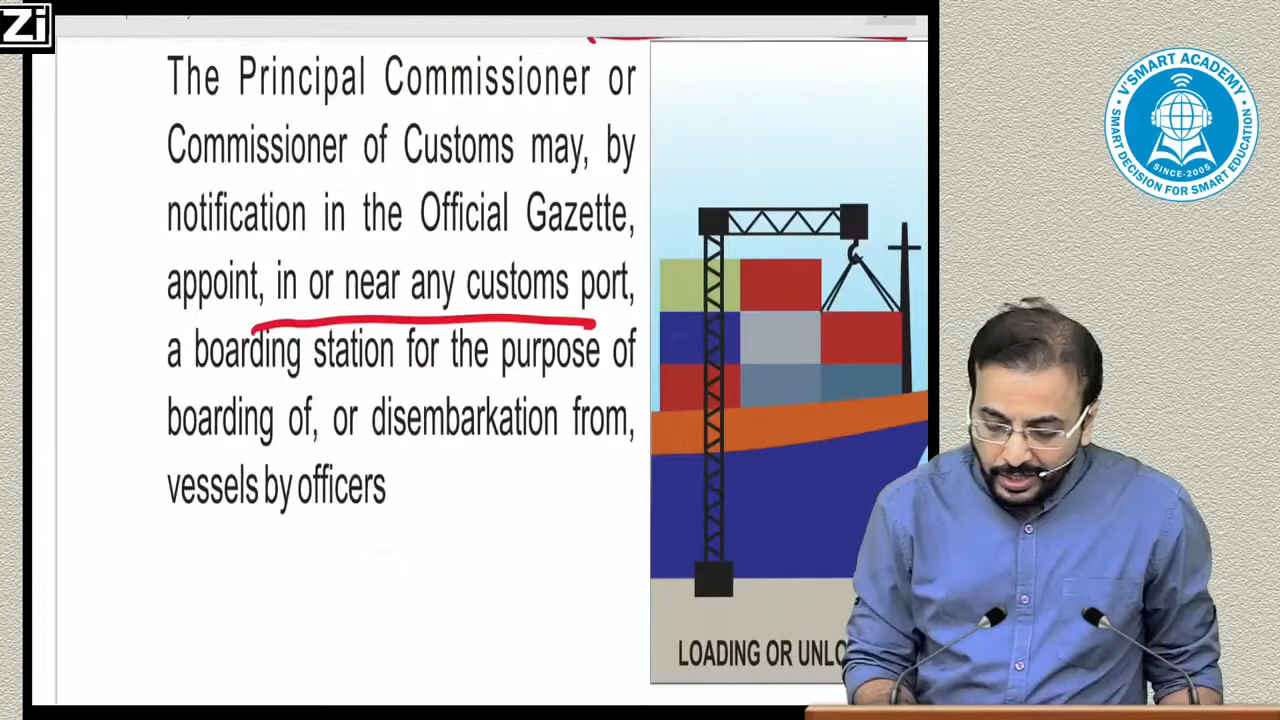 Zi
The Principal Commissioner or
Commissioner of Customs may, by
notification in the Official Gazette,
appoint, in or near any customs port,
a boarding station for the purpose of
boarding of, or disembarkation from,
vessels by officers
LOADING OR UNLO
V'SMART ACADEMY
SINCE-2005
SMART DECISION FOR SMART EDUCATION